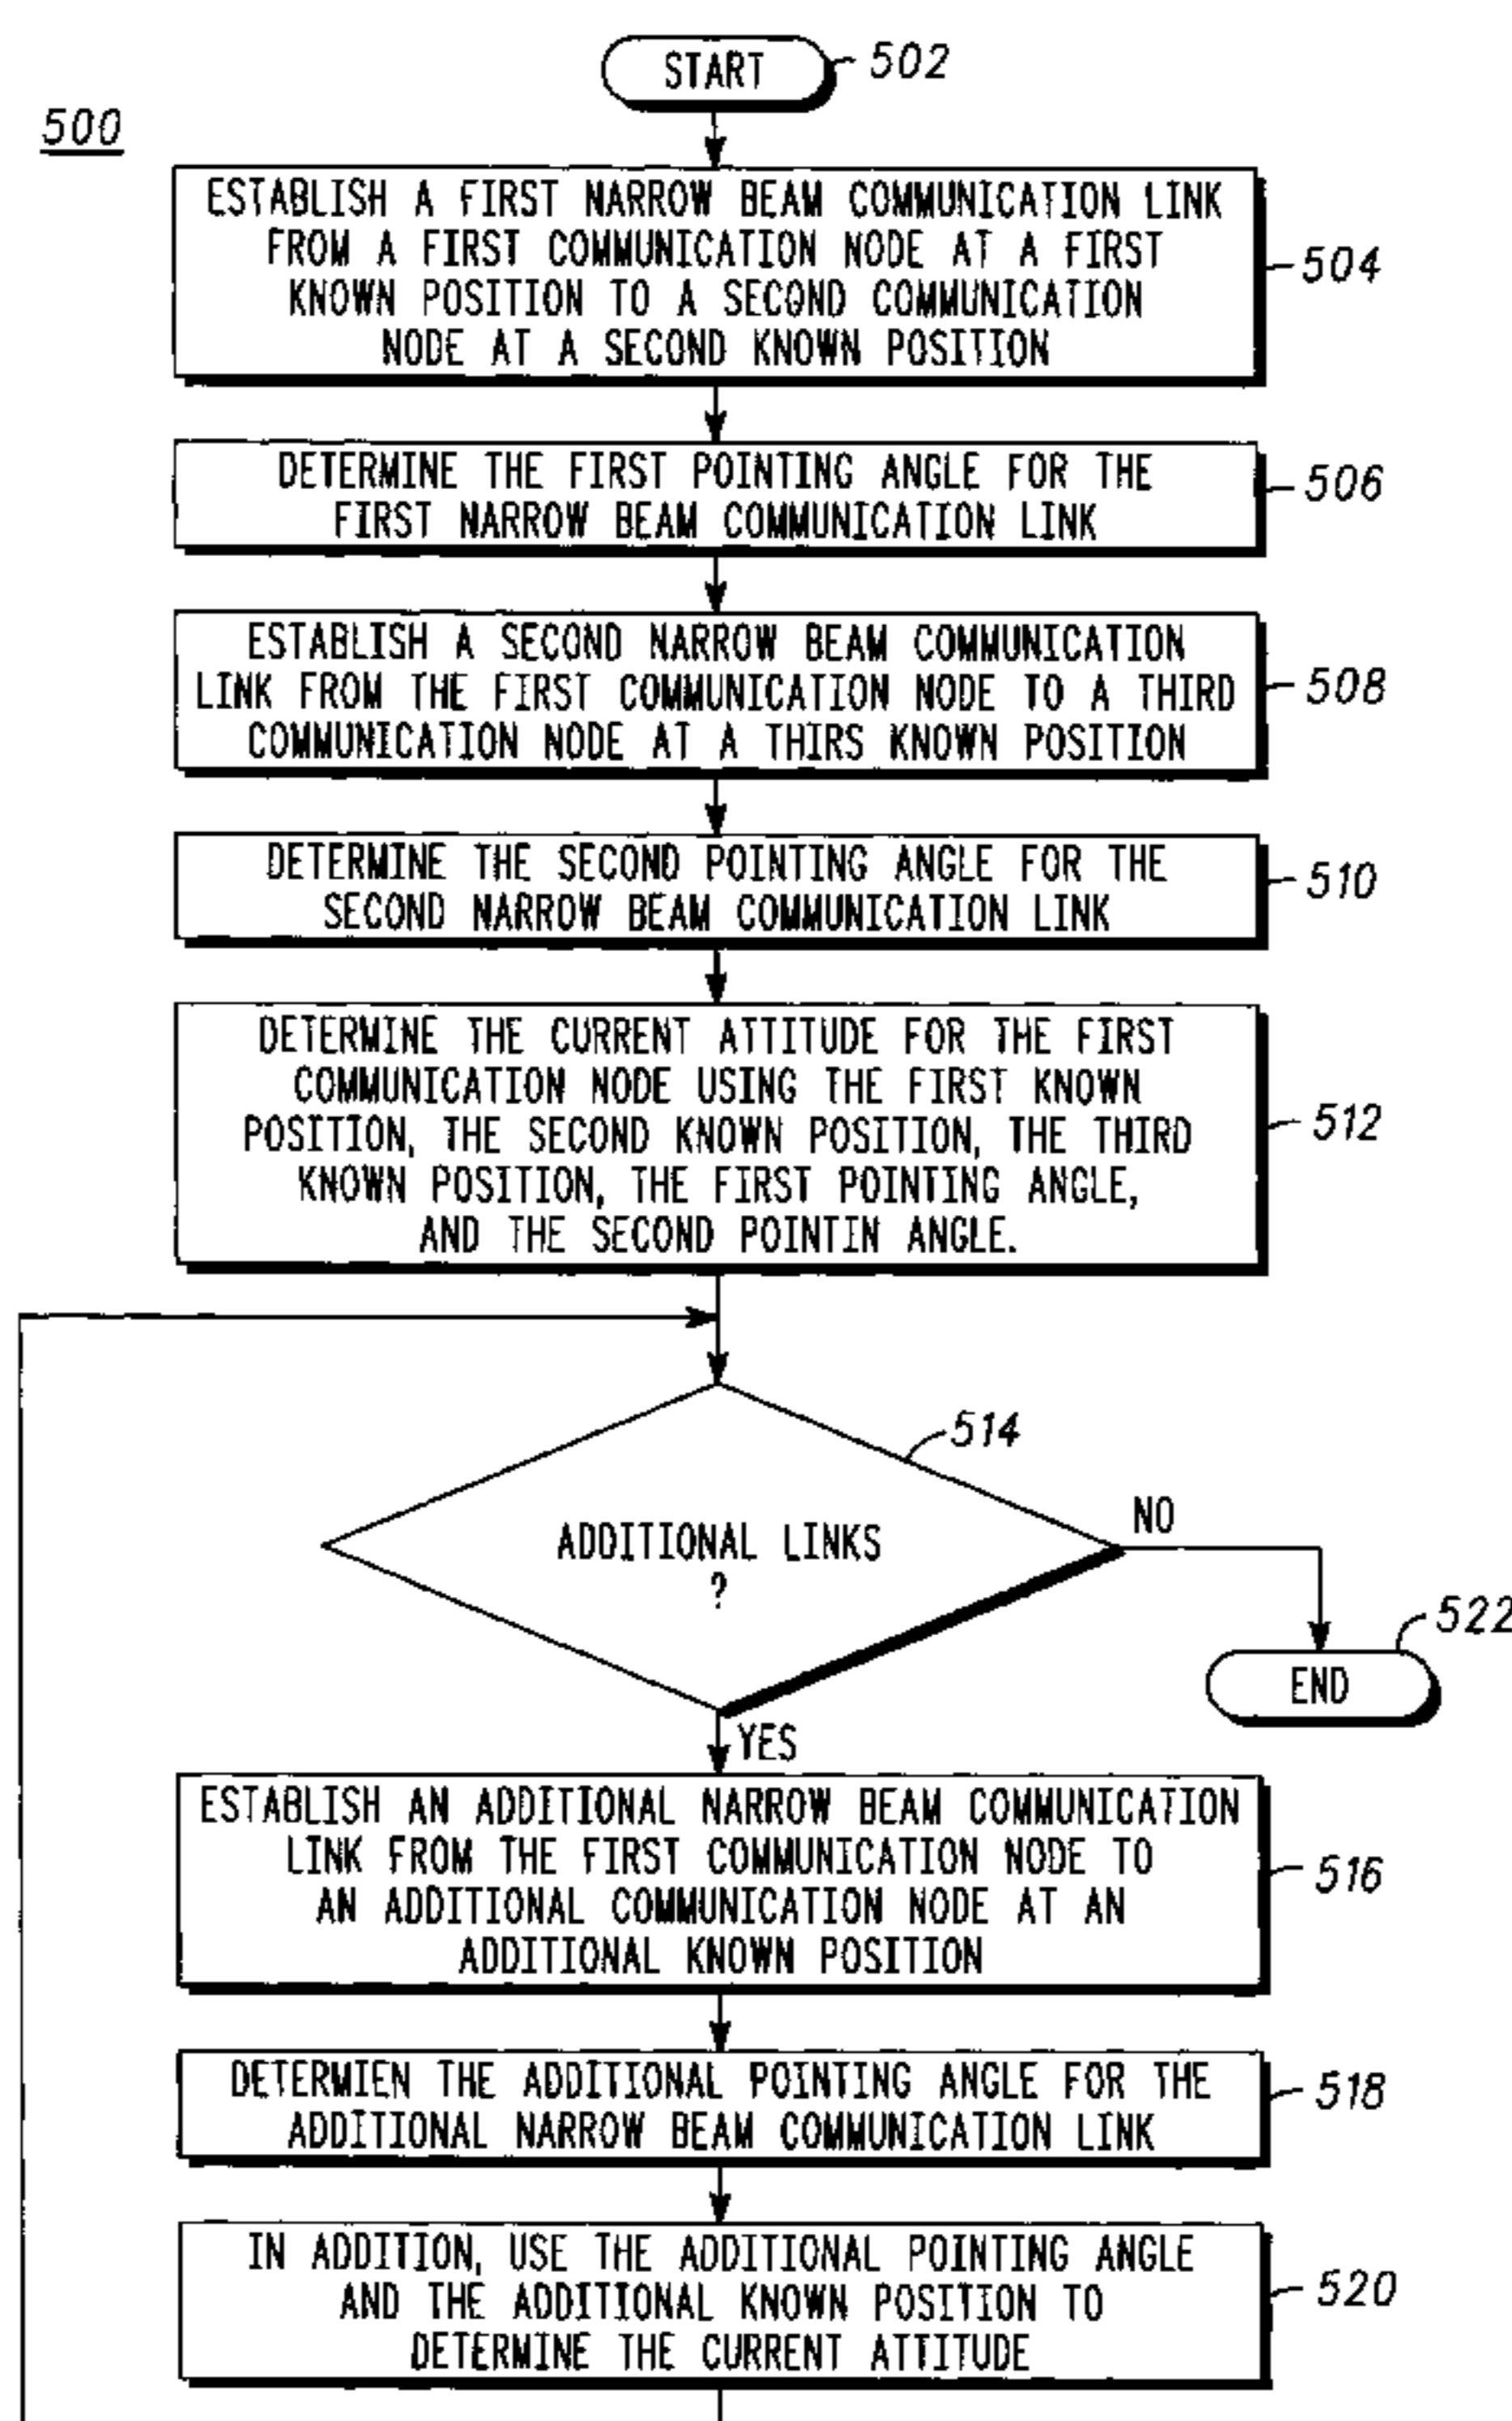 START
502
500
ESTABLISH A FIRST NARROW BEAM COMMUNICATION LINK
FROM A FIRST COMMUNICATION NODE AT A FIRST
KNOWN POSITION TO A SECOND COMMUNICATION
NODE AT A SECOND KNOWN POSITION
504
DETERMINE THE FIRST POINTING ANGLE FOR THE
FIRST NARROW BEAM COMMUNICATION LINK
506
ESTABLISH A SECOND NARROW BEAM COMMUNICATION
LINK FROM THE FIRST COMMUNICATION NODE TO A THIRD
COMMUNICATION NODE AT A THIRS KNOWN POSITION
508
DETERMINE THE SECOND POINTING ANGLE FOR THE
SECOND NARROW BEAM COMMUNICATION LINK
510
DETERMINE THE CURRENT ATTITUDE FOR THE FIRST
COMMUNICATION NODE USING THE FIRST KNOWN
POSITION, THE SECOND KNOWN POSITION, THE THIRD
KNOWN POSITION, THE FIRST POINTING ANGLE,
AND THE SECOND POINTIN ANGLE.
512
514
ADDITIONAL LINKS
?
NO
522
END
YES
ESTABLISH AN ADDITIONAL NARROW BEAM COMMUNICATION
LINK FROM THE FIRST COMMUNICATION NODE TO
AN ADDITIONAL COMMUNICATION NODE AT AN
ADDITIONAL KNOWN POSITION
516
DETERMIEN THE ADDITIONAL POINTING ANGLE FOR THE
ADDITIONAL NARROW BEAM COMMUNICATION LINK
518
IN ADDITION, USE THE ADDITIONAL POINTING ANGLE
AND THE ADDITIONAL KNOWN POSITION TO
DETERMINE THE CURRENT ATTITUDE
520